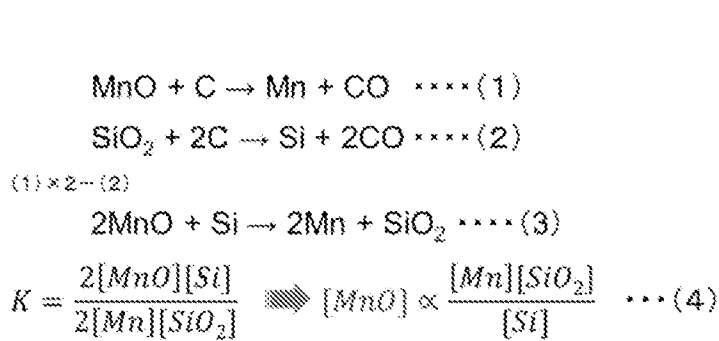 MnO + C → Mn + CO ····(1)
SiO₂ + 2C → Si + 2CO ····(2)
(1)×2−(2)
2MnO + Si → 2Mn + SiO₂ ····(3)
K = 2[MnO][Si] / 2[Mn][SiO₂] ⇒ [MnO] ∝ [Mn][SiO₂] / [Si] ···(4)